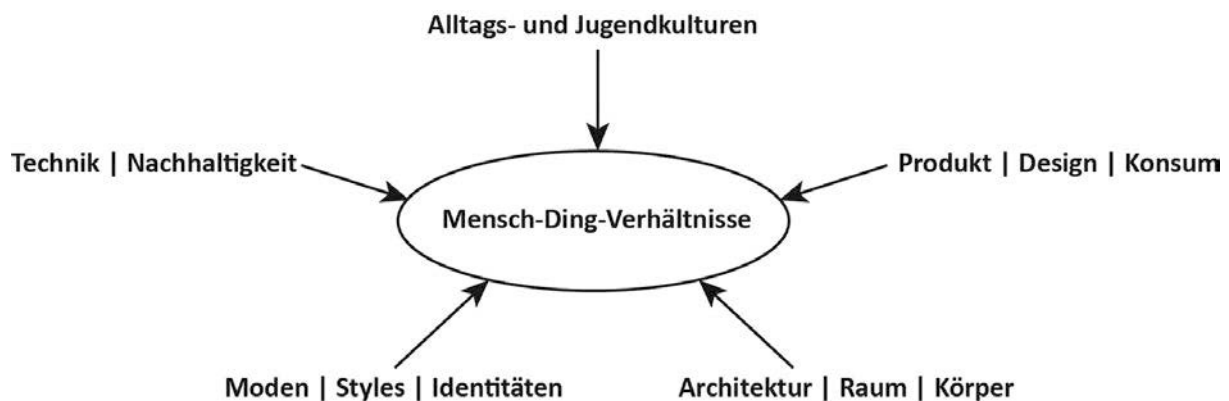 Alltags- und Jugendkulturen
Technik | Nachhaltigkeit
Produkt | Design | Konsum
Mensch-Ding-Verhältnisse
Moden | Styles | Identitäten
Architektur | Raum | Körper